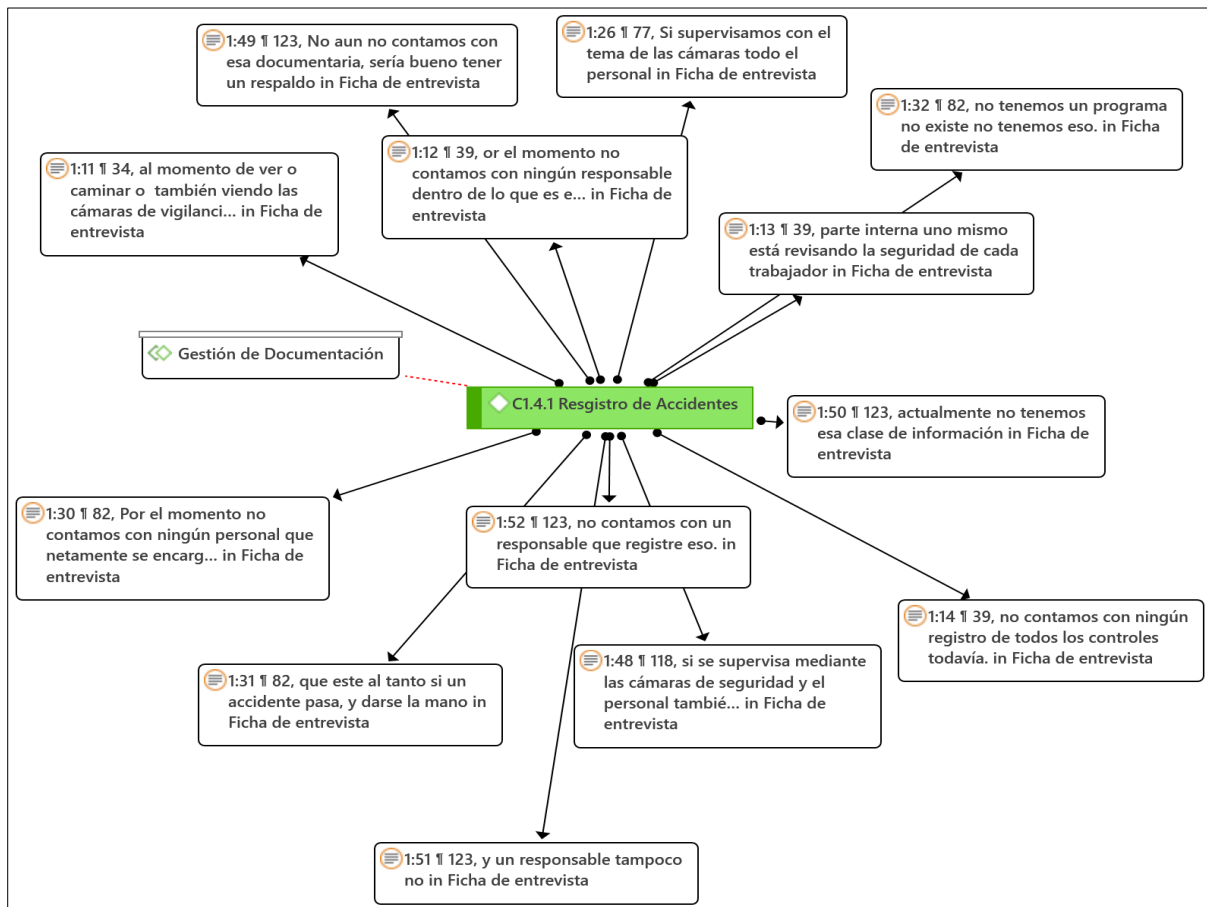 1:49 ¶ 123, No aun no contamos con
esa documentaria, sería bueno tener
un respaldo in Ficha de entrevista
1:26 ¶ 77, Si supervisamos con el
tema de las cámaras todo el
personal in Ficha de entrevista
1:32 ¶ 82, no tenemos un programa
no existe no tenemos eso. in Ficha
de entrevista
1:12 ¶ 39, or el momento no
contamos con ningún responsable
dentro de lo que es e... in Ficha de
entrevista
1:11 ¶ 34, al momento de ver o
caminar o  también viendo las
cámaras de vigilanci... in Ficha de
entrevista
1:13 ¶ 39, parte interna uno mismo
está revisando la seguridad de cada
trabajador in Ficha de entrevista
Gestión de Documentación
C1.4.1 Resgistro de Accidentes
1:50 ¶ 123, actualmente no tenemos
esa clase de información in Ficha de
entrevista
1:30 ¶ 82, Por el momento no
contamos con ningún personal que
netamente se encarg... in Ficha de
entrevista
1:52 ¶ 123, no contamos con un
responsable que registre eso. in
Ficha de entrevista
1:14 ¶ 39, no contamos con ningún
registro de todos los controles
todavía. in Ficha de entrevista
1:31 ¶ 82, que este al tanto si un
accidente pasa, y darse la mano in
Ficha de entrevista
1:48 ¶ 118, si se supervisa mediante
las cámaras de seguridad y el
personal tambié... in Ficha de
entrevista
1:51 ¶ 123, y un responsable tampoco
no in Ficha de entrevista